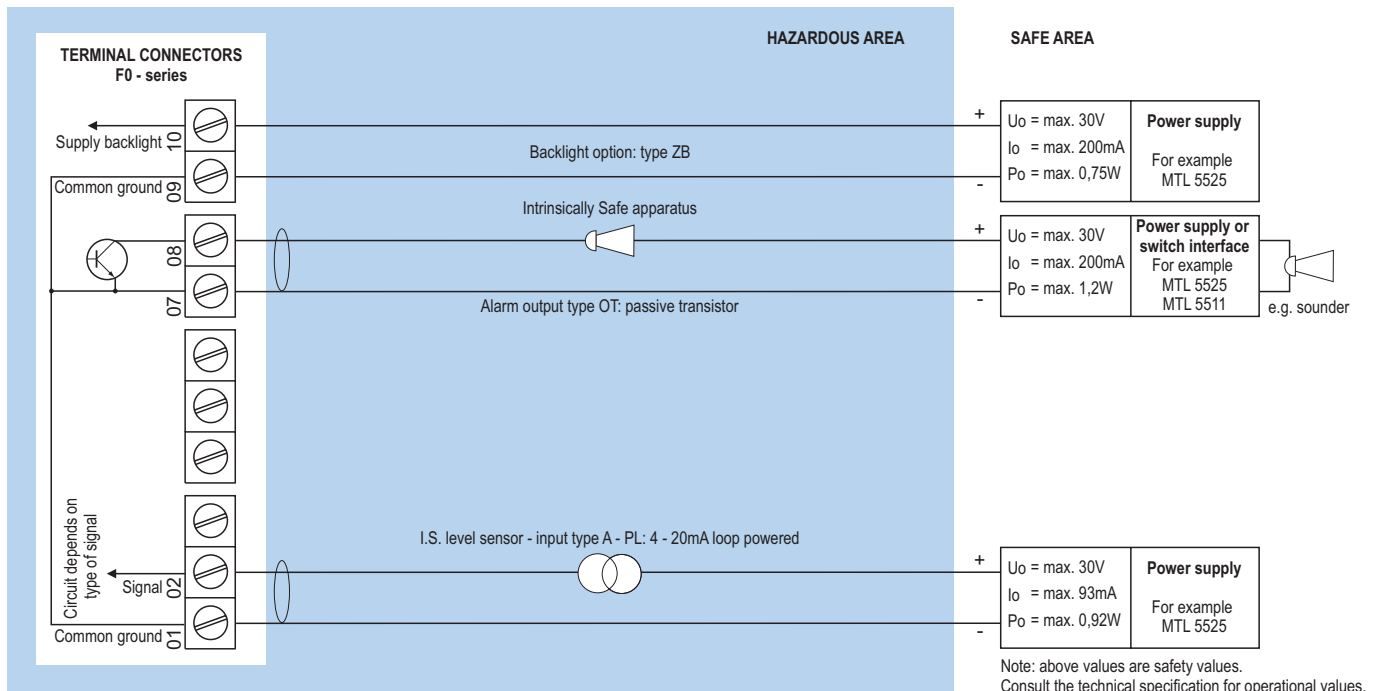 HAZARDOUS AREA
SAFE AREA
TERMINAL CONNECTORS
F0 - series
Supply backlight
10
Common ground
09
08
07
Circuit depends on
type of signal
Signal
02
Common ground
01
Backlight option: type ZB
Intrinsically Safe apparatus
Alarm output type OT: passive transistor
I.S. level sensor - input type A - PL: 4 - 20mA loop powered
+
-
Uo = max. 30V
Io = max. 200mA
Po = max. 0,75W
Power supply
For example
MTL 5525
+
-
Uo = max. 30V
Io = max. 200mA
Po = max. 1,2W
Power supply or
switch interface
For example
MTL 5525
MTL 5511
e.g. sounder
+
-
Uo = max. 30V
Io = max. 93mA
Po = max. 0,92W
Power supply
For example
MTL 5525
Note: above values are safety values.
Consult the technical specification for operational values.